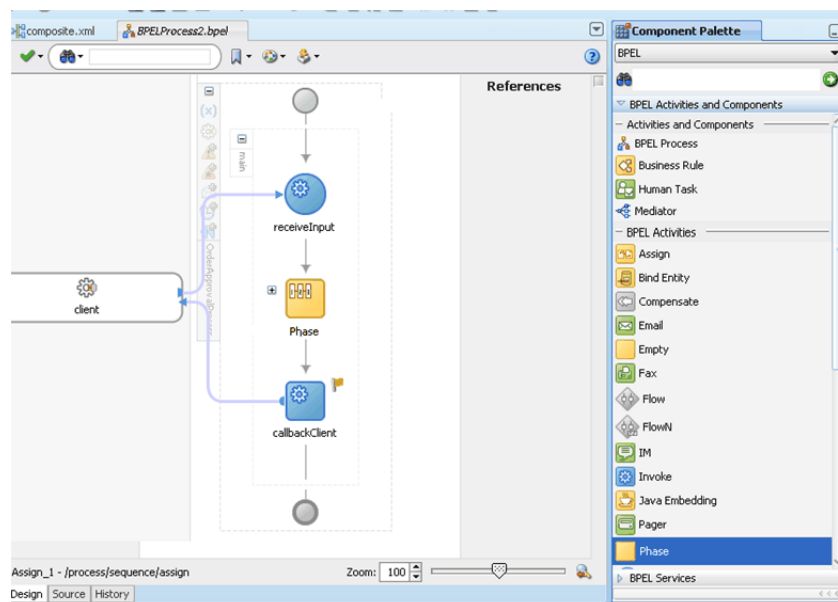 composite.xml
BPELProcess2.bpel
References
main
receiveInput
client
Phase
callbackClient
OrderApprovalProcess
Assign_1 - /process/sequence/assign
Zoom: 100
Design Source History
Component Palette
BPEL
BPEL Activities and Components
Activities and Components
BPEL Process
Business Rule
Human Task
Mediator
BPEL Activities
Assign
Bind Entity
Compensate
Email
Empty
Fax
Flow
FlowN
IM
Invoke
Java Embedding
Pager
Phase
BPEL Services